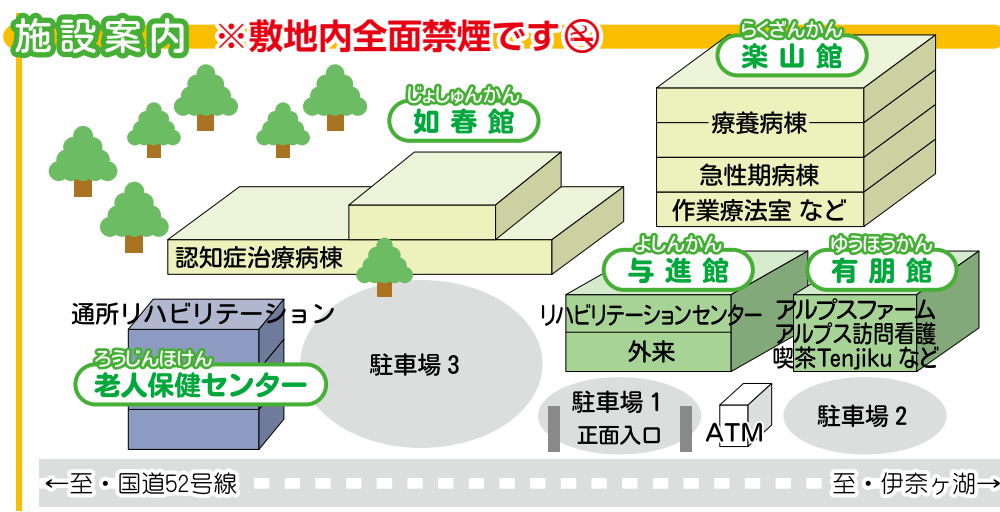 施設案内 ※敷地内全面禁煙です
らくざんかん
楽山館
療養病棟
急性期病棟
作業療法室 など
じょしゅんかん
如春館
認知症治療病棟
よしんかん
与進館
リハビリテーションセンター
外来
ゆうほうかん
有朋館
アルプスファーム
アルプス訪問看護
喫茶Tenjiku など
通所リハビリテーション
ろうじんほけん
老人保健センター
駐車場 3
駐車場 1
正面入口
ATM
駐車場 2
←至・国道52号線
至・伊奈ヶ湖→